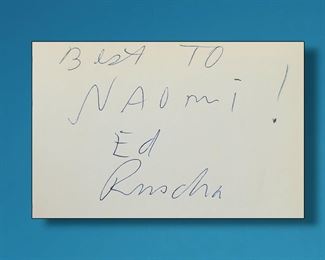 Best TO
NAOMi!
Ed
Ruscha